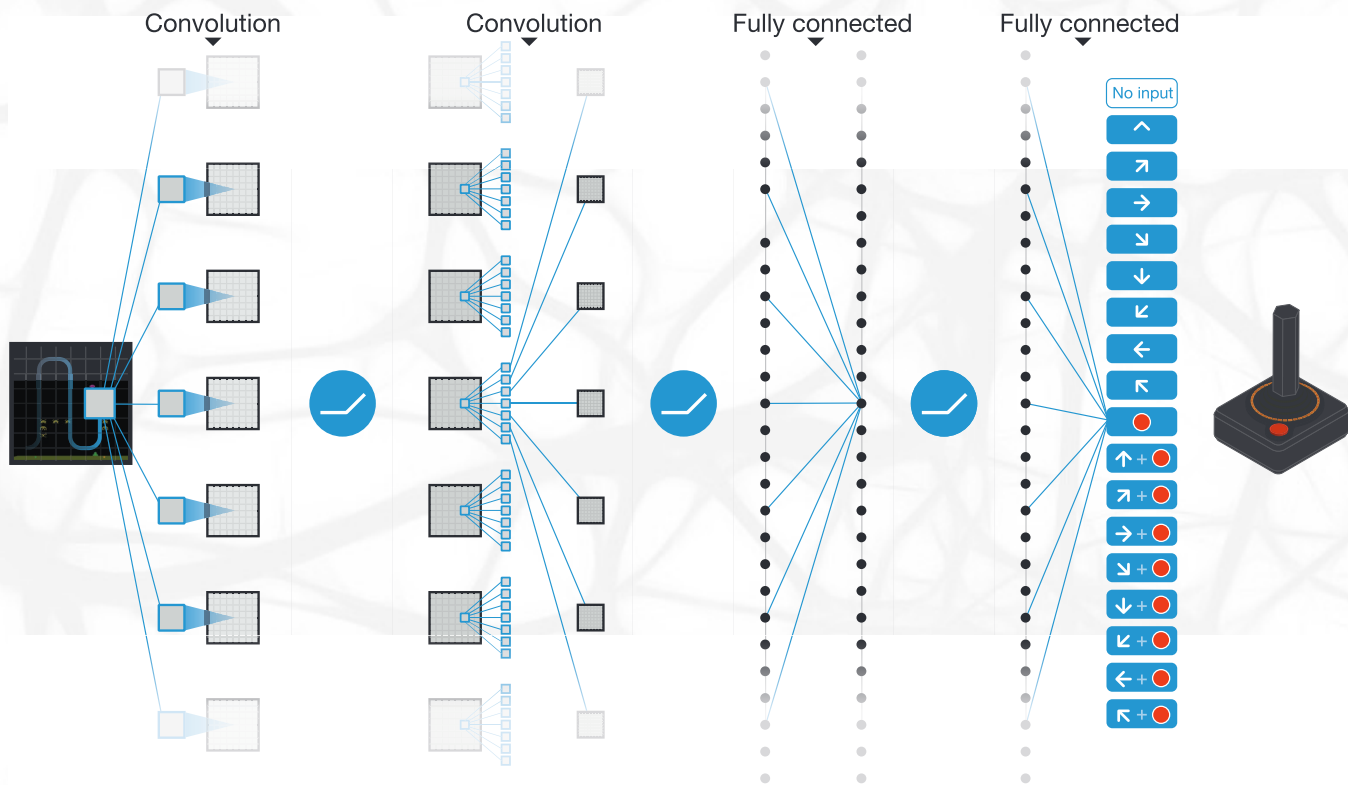 Convolution
Convolution
Fully connected
Fully connected
No input
+
+
+
+
+
+
+
+